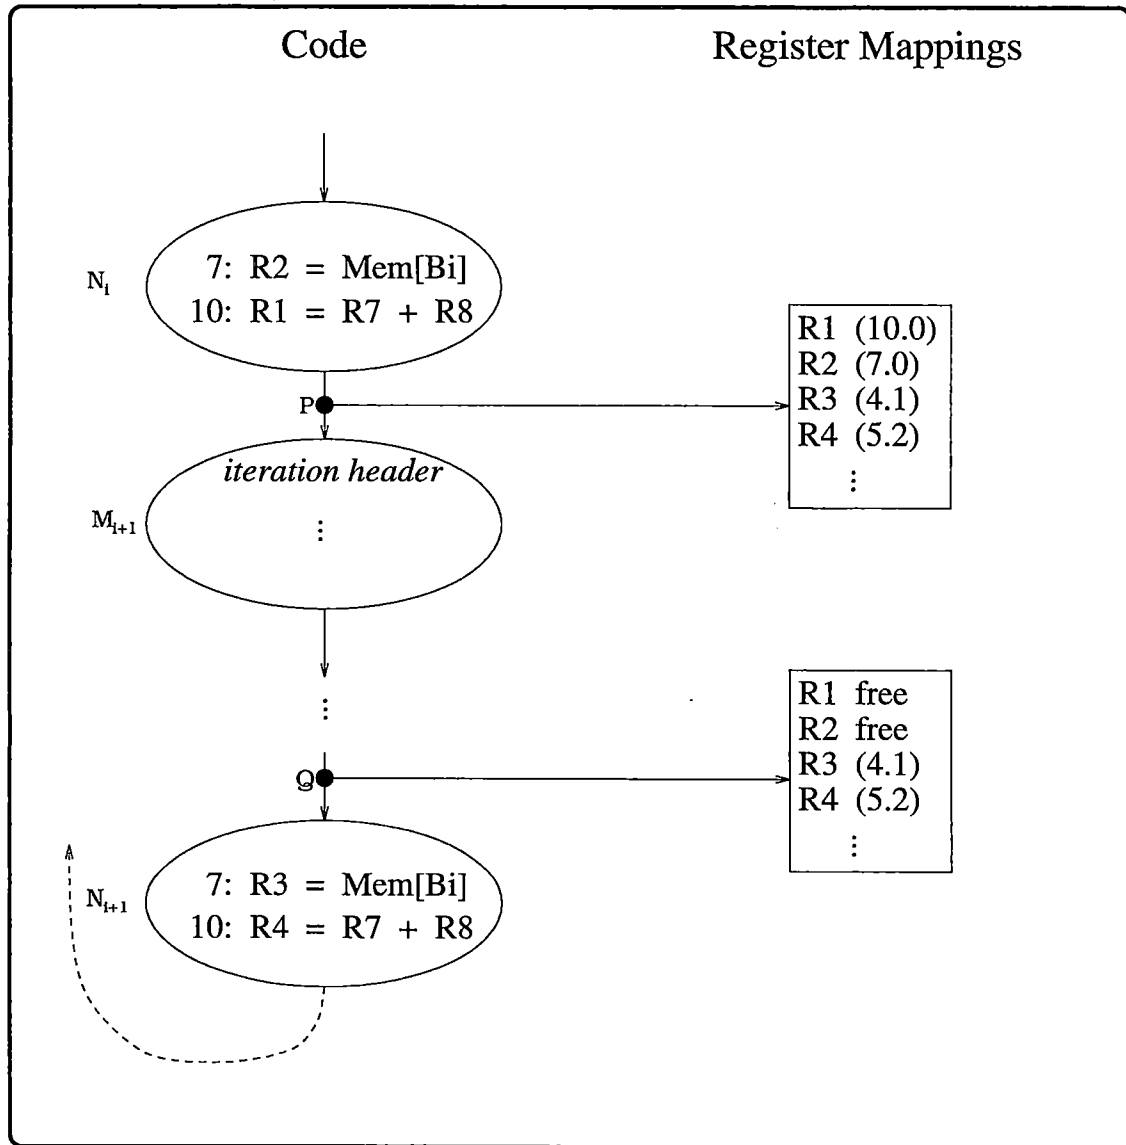 Code
Register Mappings
N_i
7: R2 = Mem[Bi]
10: R1 = R7 + R8
P
R1 (10.0)
R2 (7.0)
R3 (4.1)
R4 (5.2)
⋮
iteration header
M_{i+1}
⋮
⋮
Q
R1 free
R2 free
R3 (4.1)
R4 (5.2)
⋮
N_{i+1}
7: R3 = Mem[Bi]
10: R4 = R7 + R8